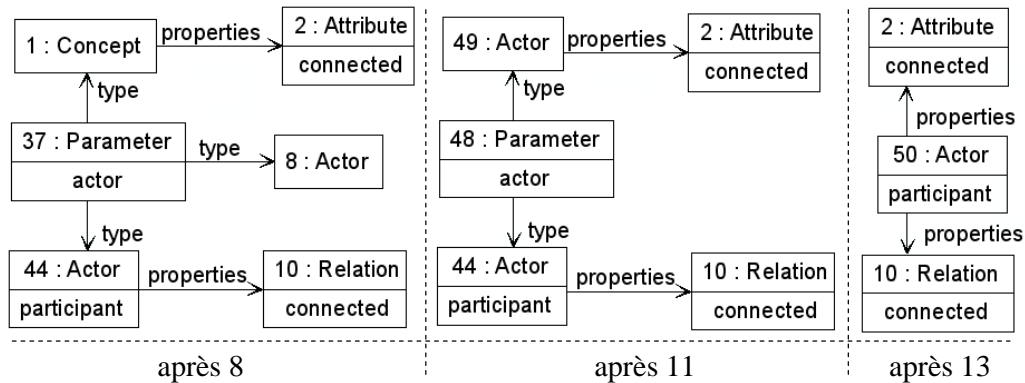 1 : Concept
properties
2 : Attribute
connected
type
37 : Parameter
actor
type
8 : Actor
type
44 : Actor
participant
properties
10 : Relation
connected
après 8
49 : Actor
properties
2 : Attribute
connected
type
48 : Parameter
actor
type
44 : Actor
participant
properties
10 : Relation
connected
après 11
2 : Attribute
connected
properties
50 : Actor
participant
properties
10 : Relation
connected
après 13